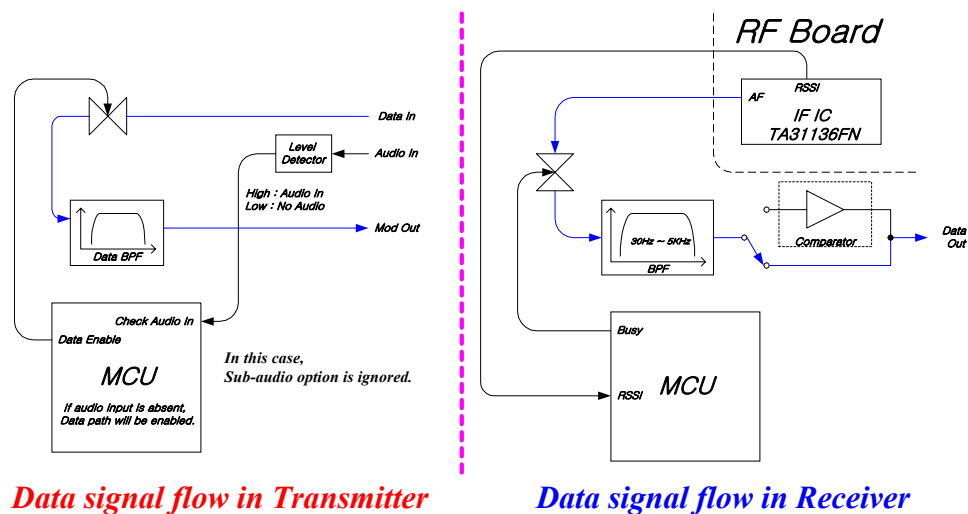 Data In
Level
Detector
Audio In
High : Audio In
Low : No Audio
Mod Out
Data BPF
Check Audio In
Data Enable
MCU
If audio input is absent,
Data path will be enabled.
In this case,
Sub-audio option is ignored.
Data signal flow in Transmitter
RF Board
RSSI
AF
IF IC
TA31136FN
30Hz ~ 5KHz
BPF
Comparator
Data
Out
Busy
MCU
RSSI
Data signal flow in Receiver